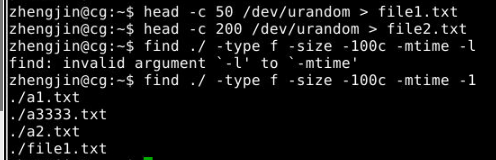 zhengjin@cg:~$ head -c 50 /dev/urandom > file1.txt
zhengjin@cg:~$ head -c 200 /dev/urandom > file2.txt
zhengjin@cg:~$ find ./ -type f -size -100c -mtime -l
find: invalid argument `-l' to `-mtime'
zhengjin@cg:~$ find ./ -type f -size -100c -mtime -1
./a1.txt
./a3333.txt
./a2.txt
./file1.txt